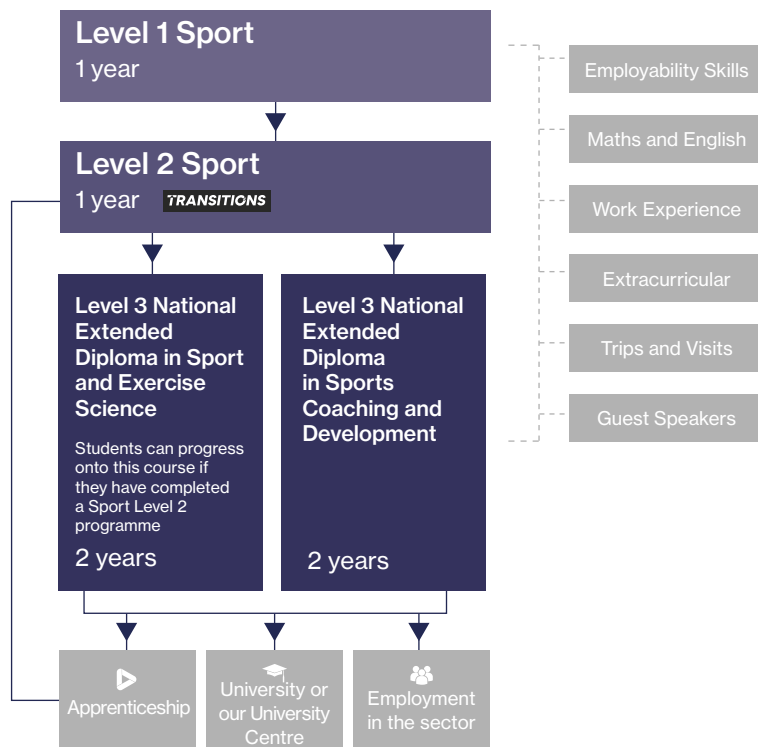 Level 1 Sport
1 year
Level 2 Sport
1 year
TRANSITIONS
Level 3 National
Extended
Diploma in Sport
and Exercise
Science
Students can progress
onto this course if
they have completed
a Sport Level 2
programme
2 years
Level 3 National
Extended
Diploma
in Sports
Coaching and
Development
2 years
Apprenticeship
University or
our University
Centre
Employment
in the sector
Employability Skills
Maths and English
Work Experience
Extracurricular
Trips and Visits
Guest Speakers